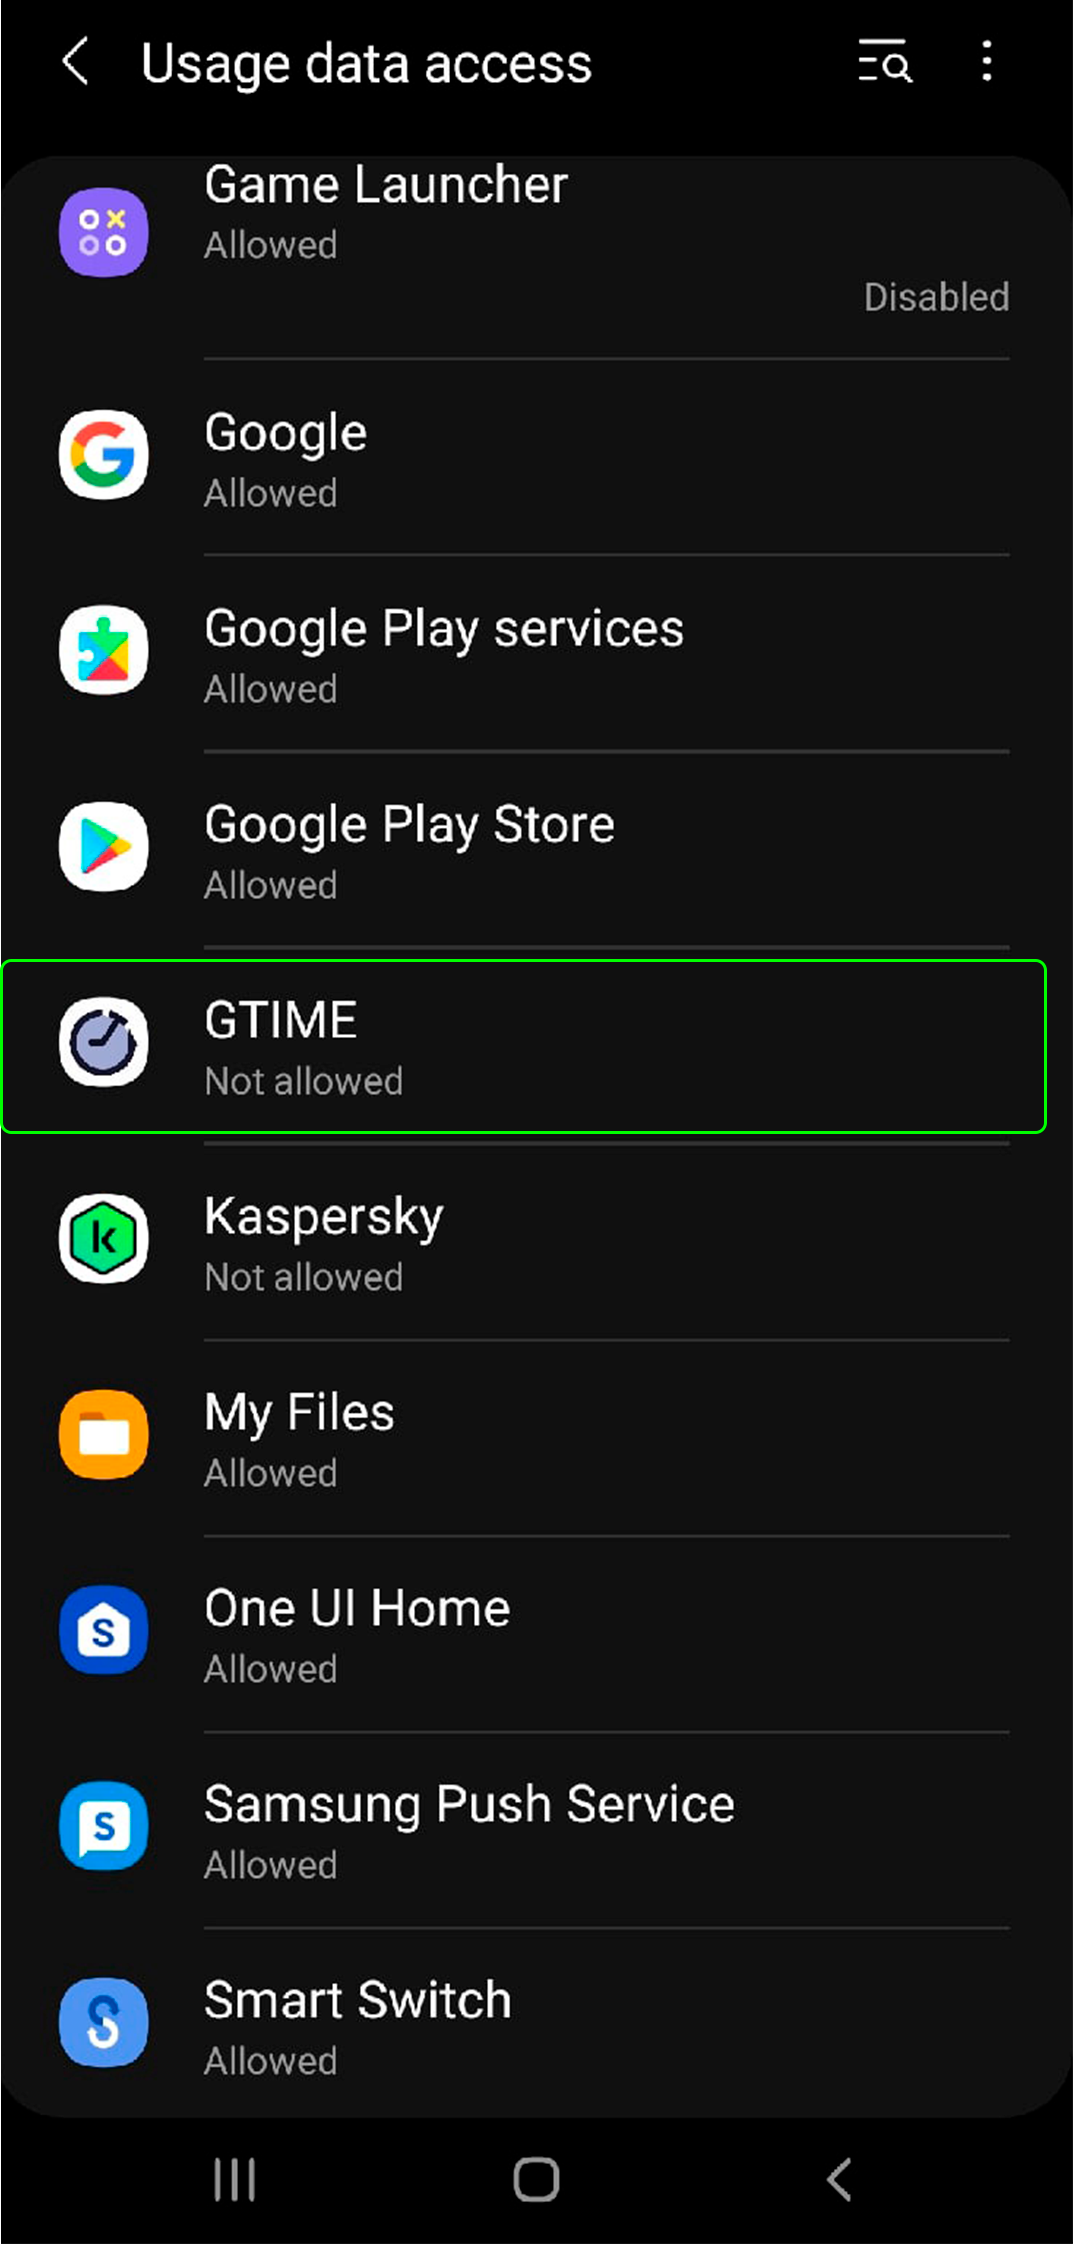 Usage data access
Game Launcher
Allowed
Disabled
Google
Allowed
Google Play services
Allowed
Google Play Store
Allowed
GTIME
Not allowed
Kaspersky
Not allowed
My Files
Allowed
One UI Home
Allowed
Samsung Push Service
Allowed
Smart Switch
Allowed